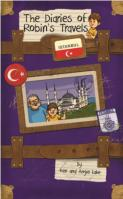 The Diaries of
Robin's Travels
ISTANBUL
by
Ken and Angie Lake